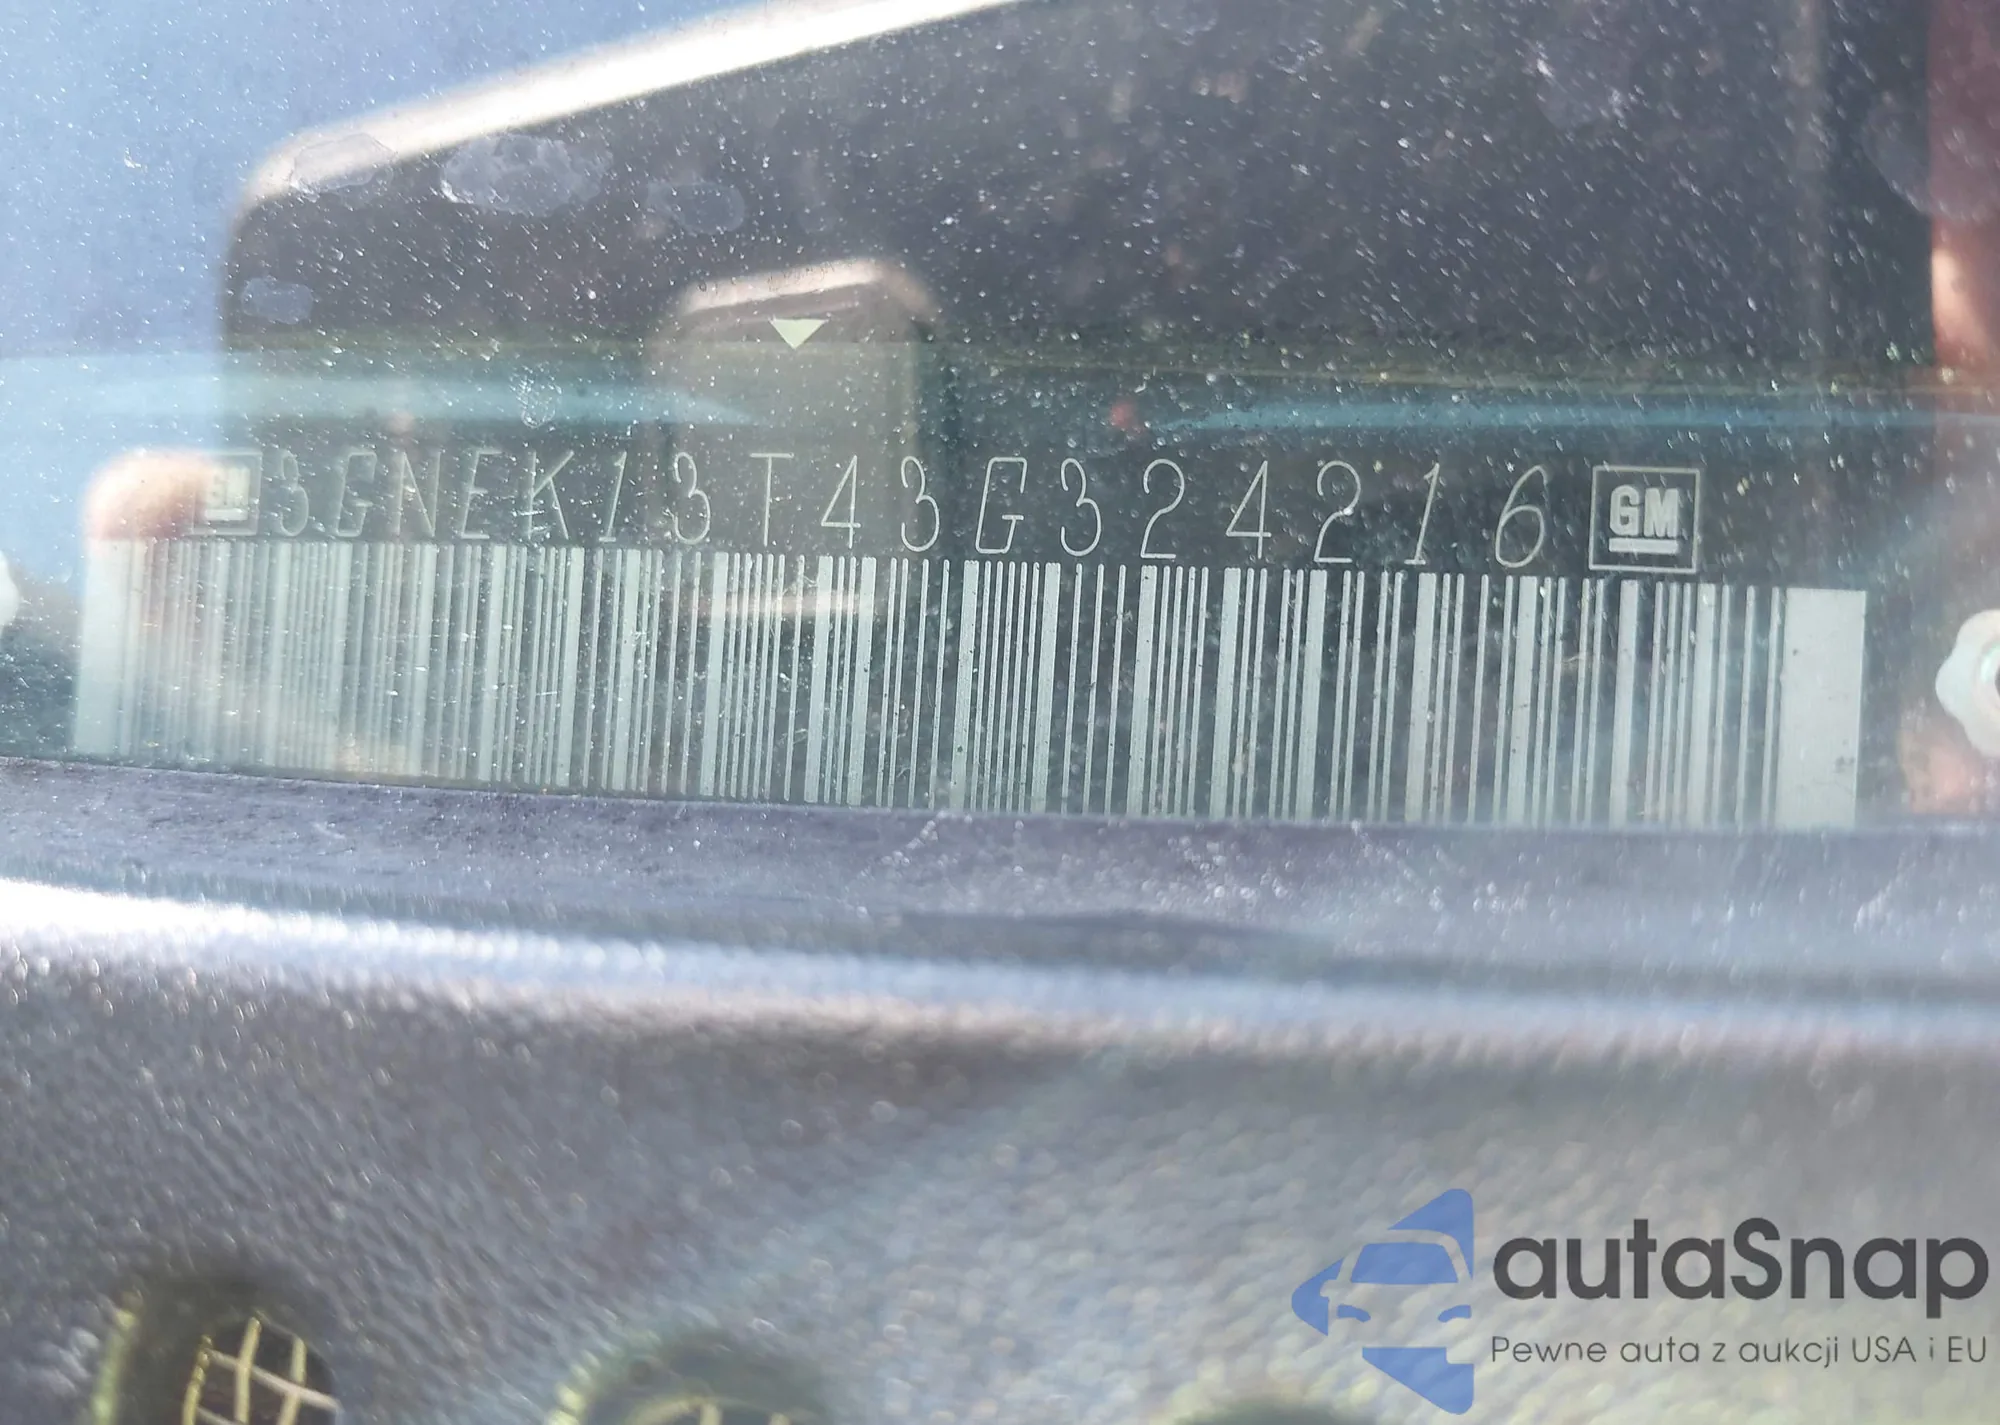 GM 3GNEK13T43G324216 GM
autaSnap
Pewne auta z aukcji USA i EU